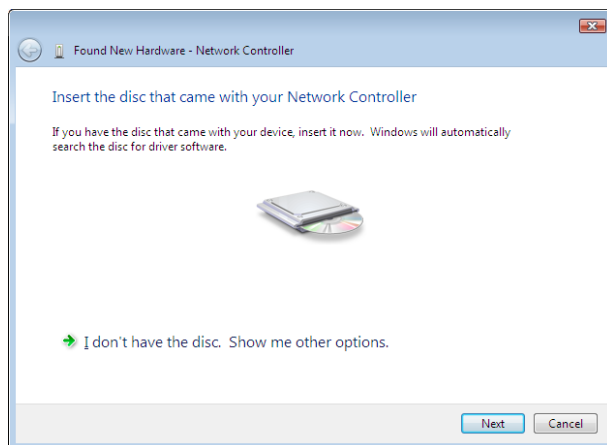 Found New Hardware - Network Controller
Insert the disc that came with your Network Controller
If you have the disc that came with your device, insert it now.  Windows will automatically
search the disc for driver software.
I don't have the disc.  Show me other options.
Next
Cancel